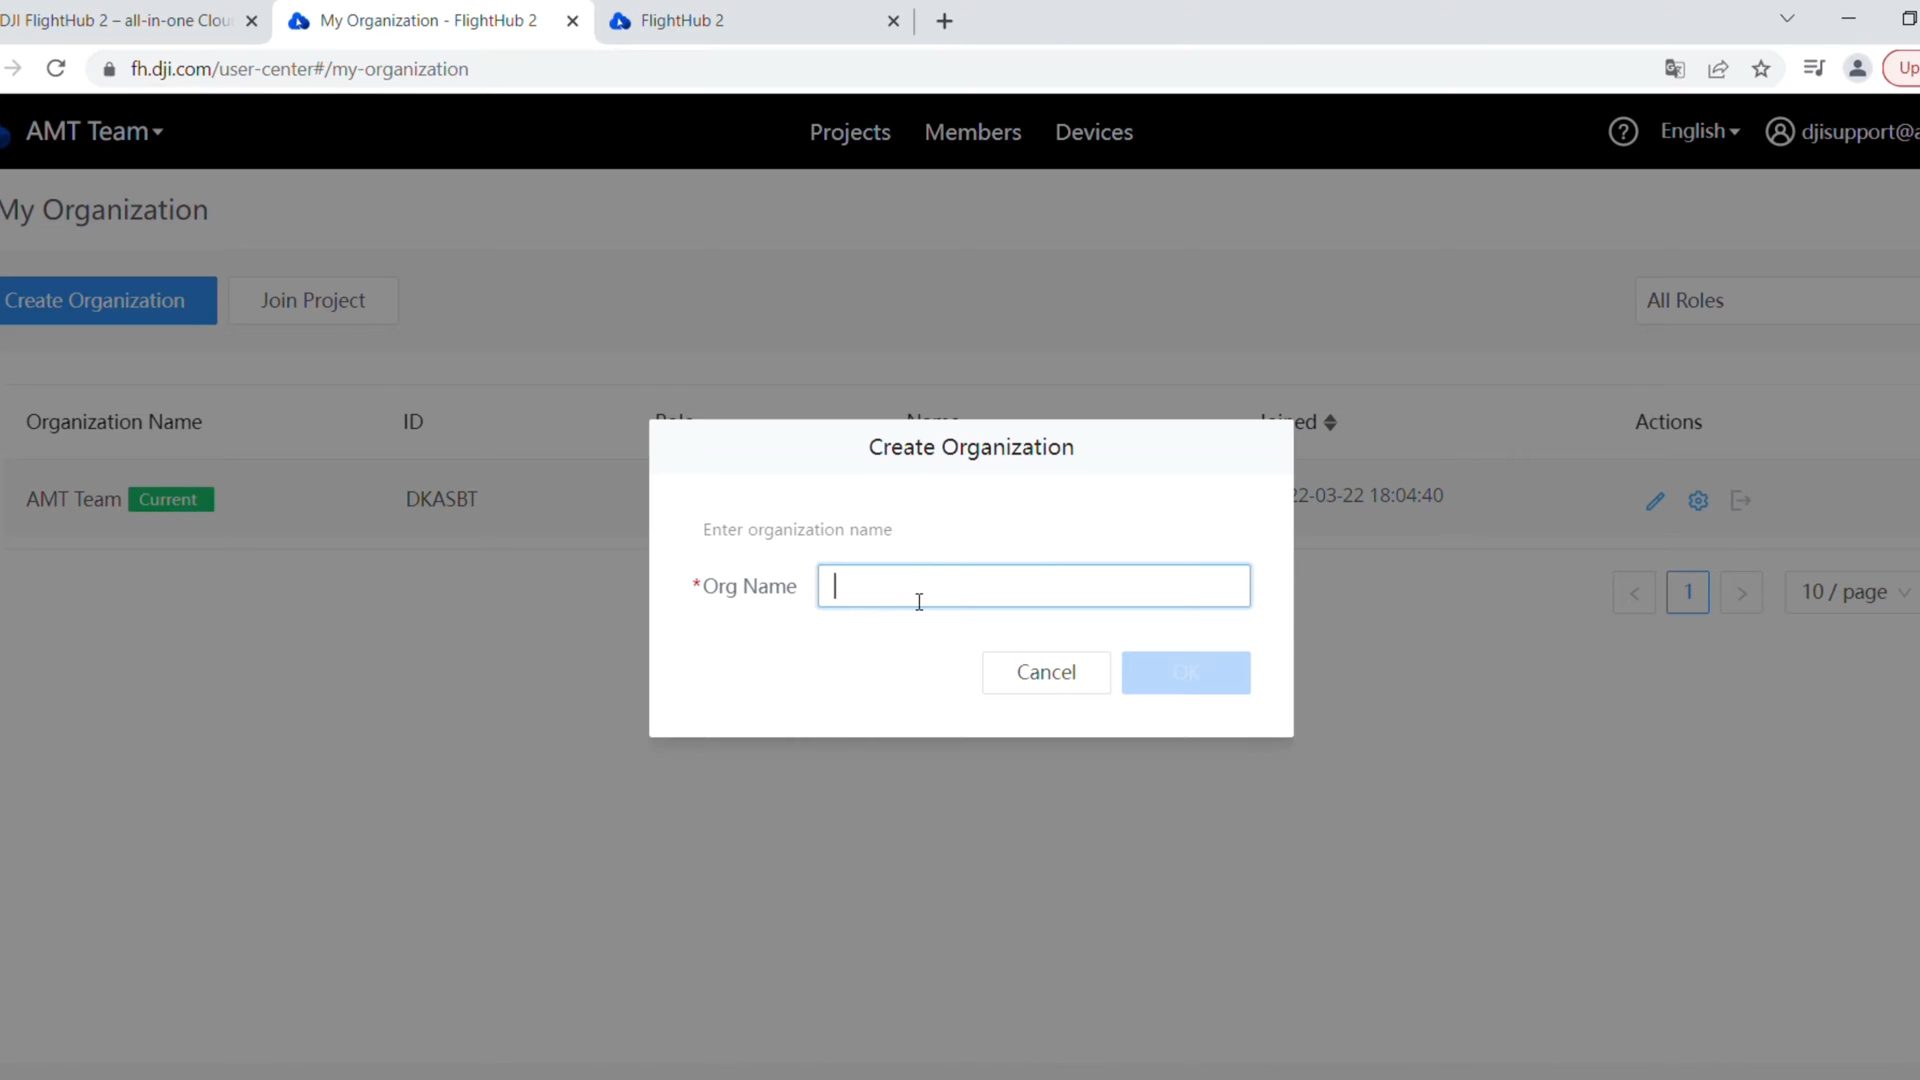 DJI FlightHub 2 – all-in-one Clou
My Organization - FlightHub 2
FlightHub 2
fh.dji.com/user-center#/my-organization
Up
AMT Team
Projects
Members
Devices
English
djisupport@a
My Organization
Create Organization
Join Project
All Roles
Organization Name
ID
Actions
Create Organization
AMT Team
Current
DKASBT
22-03-22 18:04:40
Enter organization name
*Org Name
Cancel
OK
<
1
>
10 / page